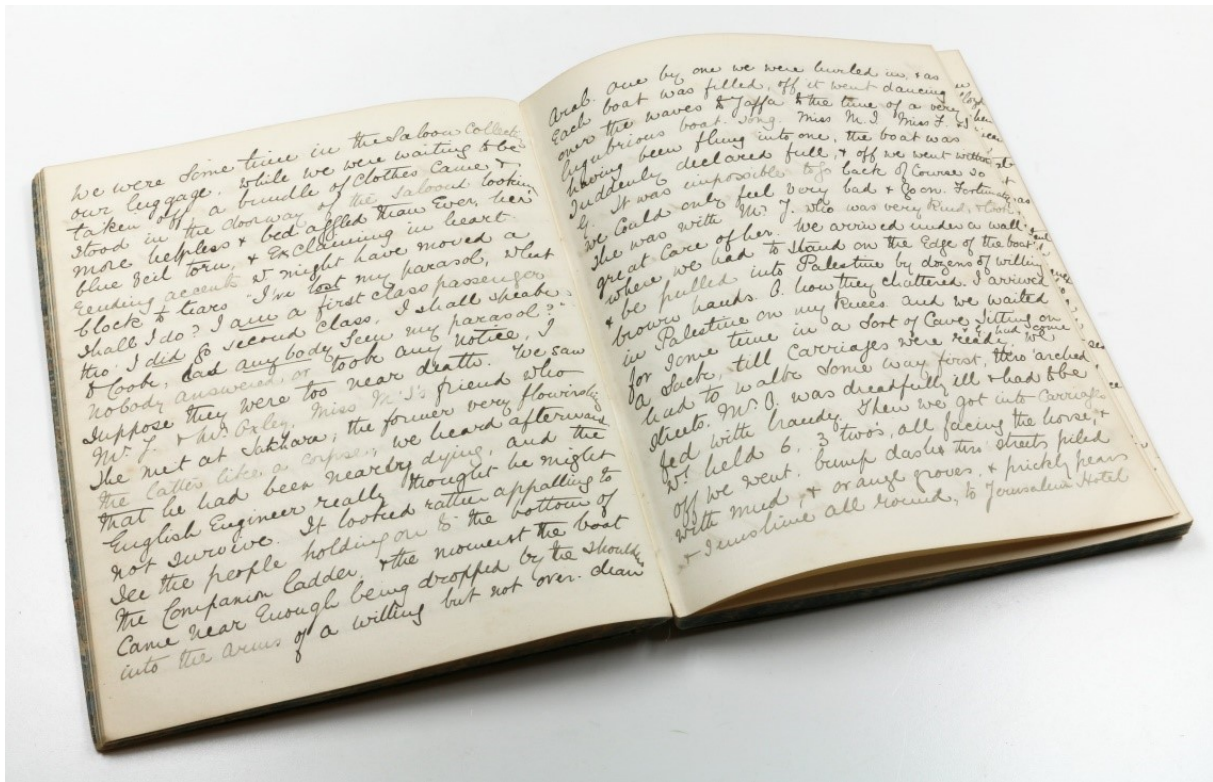 We were some time in the Saloon collecting
our luggage. While we were waiting to be
taken off a bundle of clothes came &
stood in the doorway of the saloon looking
more helpless & bed affled than ever, her
blue veil torn, & exclaiming in heart
rending accents wʰ might have moved a
block to tears "I've lost my parasol, what
shall I do? I am a first class passenger
tho' I did go second class, I shall speak
to Cook, has anybody seen my parasol?"
nobody answered, or took any notice, I
suppose they were too near death. We saw
Mʳ J. & Mʳ Oxley, Miss M.I's friend who
She met at Sakhara, the former very flourishing
the latter like a corpse, we heard afterwards
that he had been nearly dying, and the
English Engineer really thought he might
not survive. It looked rather appalling to
see the people holding on to the bottom of
the Companion ladder, & the moment the boat
came near enough being dropped by the shoulders
into the arms of a willing but not over-clean
Arab. One by one we were hurled in, & as
each boat was filled, off it went dancing
over the waves to Jaffa to the tune of a very
lugubrious boat song. Miss M.I. Miss F. & I
having been flung into one, the boat was
suddenly declared full, & off we went without
G. It was impossible to go back of course so
we could only feel very bad & go on. Fortunately
she was with Mʳ J. who was very kind, & took
great care of her. We arrived under a wall
where we had to stand on the edge of the boat
& be pulled into Palestine by dozens of willing
brown hands. O. how they chattered. I arrived
in Palestine on my knees. and we waited
for some time in a sort of Cave sitting on
a sack, till carriages were ready. We
had to walk some way first, thro' arched
streets. Mʳ O. was dreadfully ill & had to be
fed with brandy. Then we got into carriages
wʰ held 6. 3 two's, all facing the horse, &
off we went, bump dash & thro streets piled
with mud, & orange groves, & prickly pears
& sunshine all round, to Jerusalem Hotel